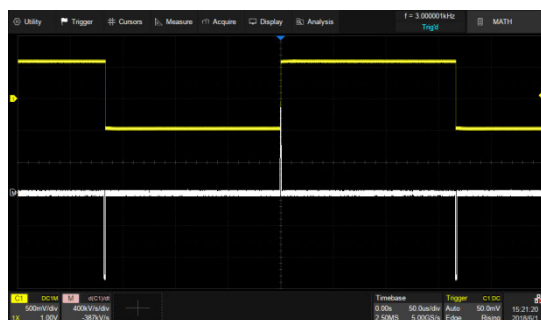 Utility Trigger Cursors Measure Acquire Display Analysis f = 3.000001kHz MATH
Trig'd
C1 DC1M M d(C1)/dt Timebase Trigger C1 DC
500mV/div 400kV/s/div 0.00s 50.0us/div Auto 50.0mV 15:21:20
1X 1.00V -387kV/s 2.50MS 5.00GS/s Edge Rising 2018/6/1